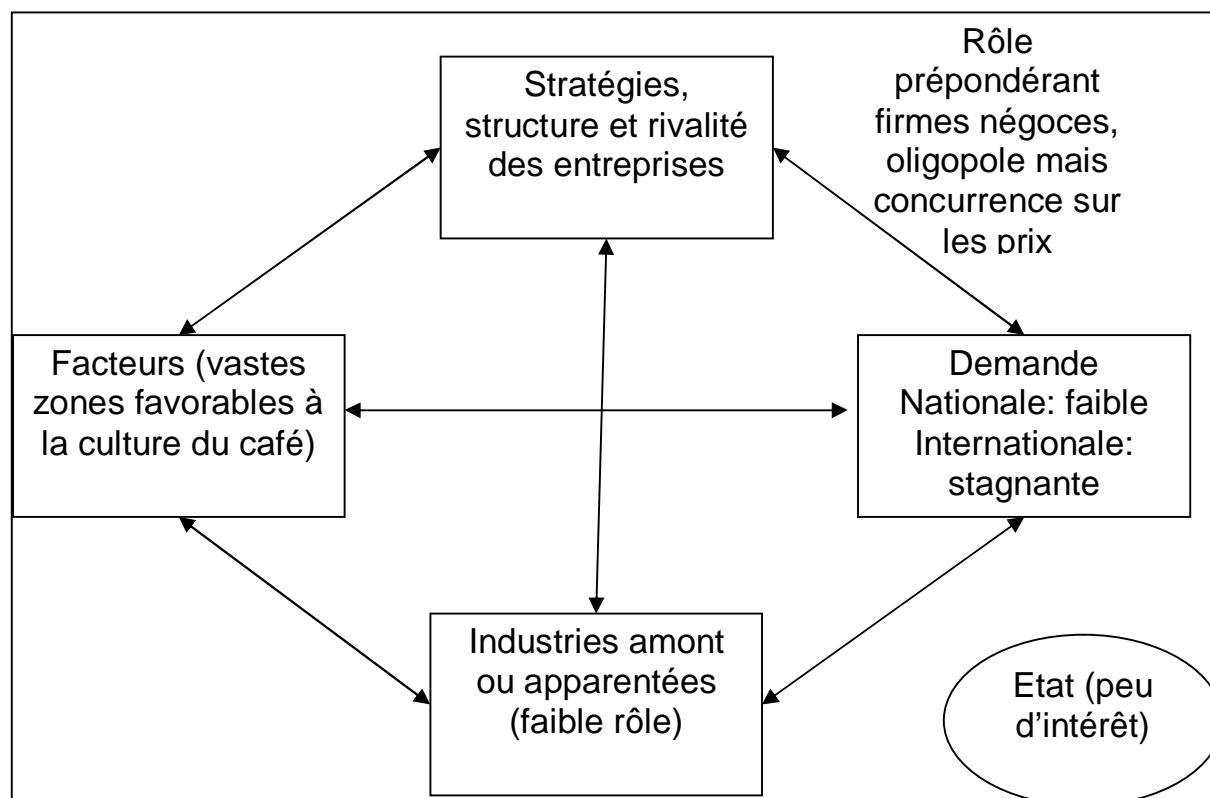 Stratégies,
structure et rivalité
des entreprises
Rôle
prépondérant
firmes négoces,
oligopole mais
concurrence sur
les prix
Facteurs (vastes
zones favorables à
la culture du café)
Demande
Nationale: faible
Internationale:
stagnante
Industries amont
ou apparentées
(faible rôle)
Etat (peu
d’intérêt)